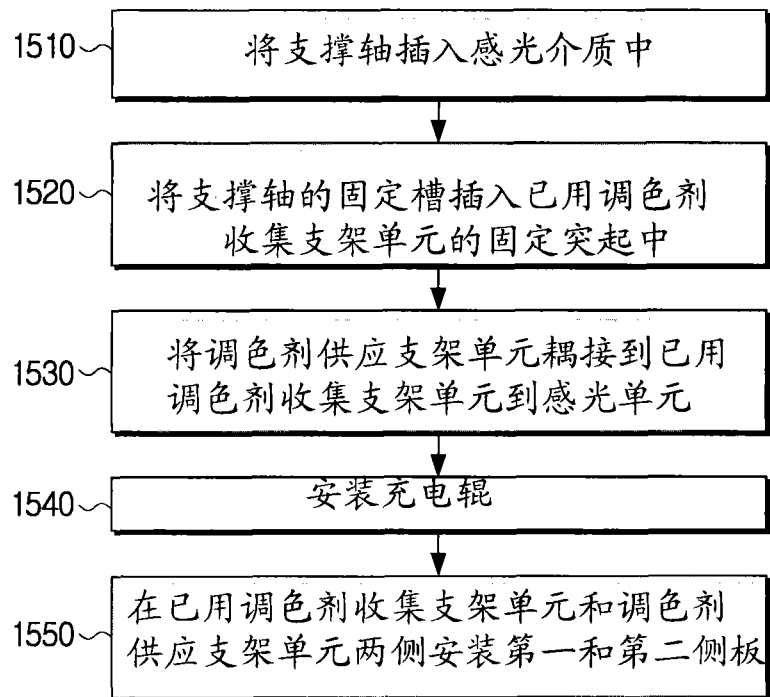 1510
将支撑轴插入感光介质中
1520
将支撑轴的固定槽插入已用调色剂
收集支架单元的固定突起中
1530
将调色剂供应支架单元耦接到已用
调色剂收集支架单元到感光单元
1540
安装充电辊
1550
在已用调色剂收集支架单元和调色剂
供应支架单元两侧安装第一和第二侧板